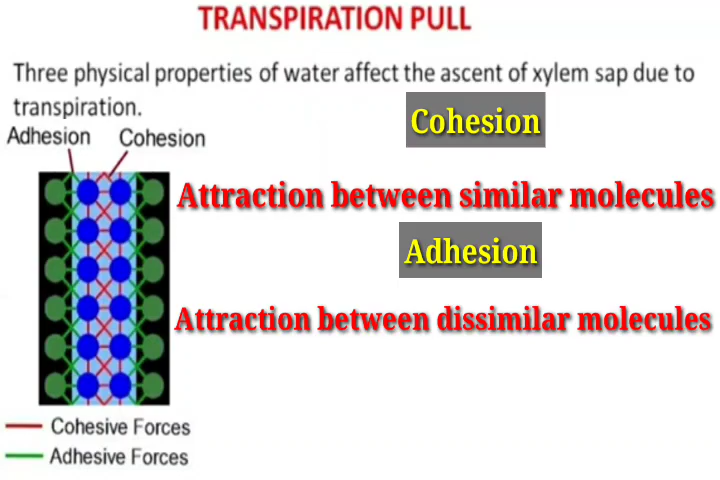 TRANSPIRATION PULL
Three physical properties of water affect the ascent of xylem sap due to
transpiration.
Adhesion
Cohesion
Cohesion
Attraction between similar molecules
Adhesion
Attraction between dissimilar molecules
Cohesive Forces
Adhesive Forces